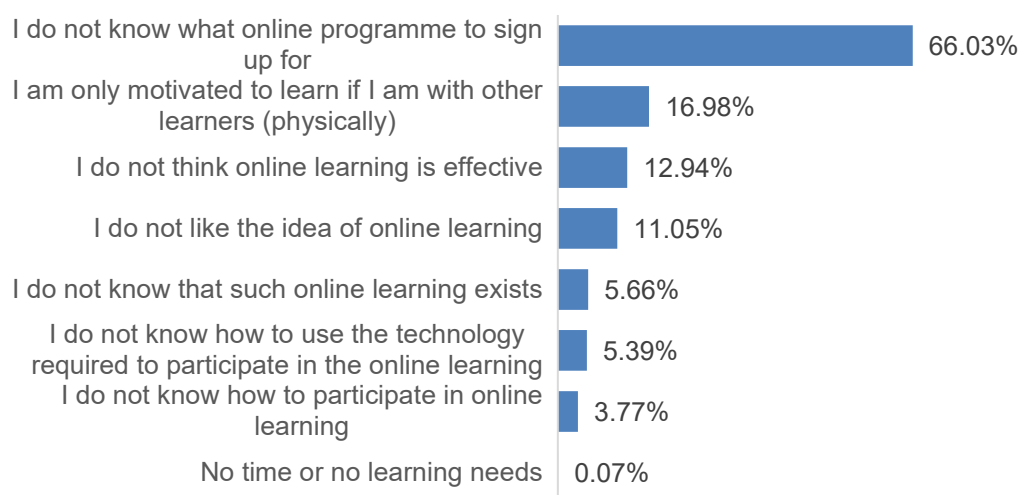 I do not know what online programme to sign
up for
66.03%
I am only motivated to learn if I am with other
learners (physically)
16.98%
I do not think online learning is effective
12.94%
I do not like the idea of online learning
11.05%
I do not know that such online learning exists
5.66%
I do not know how to use the technology
required to participate in the online learning
5.39%
I do not know how to participate in online
learning
3.77%
No time or no learning needs
0.07%